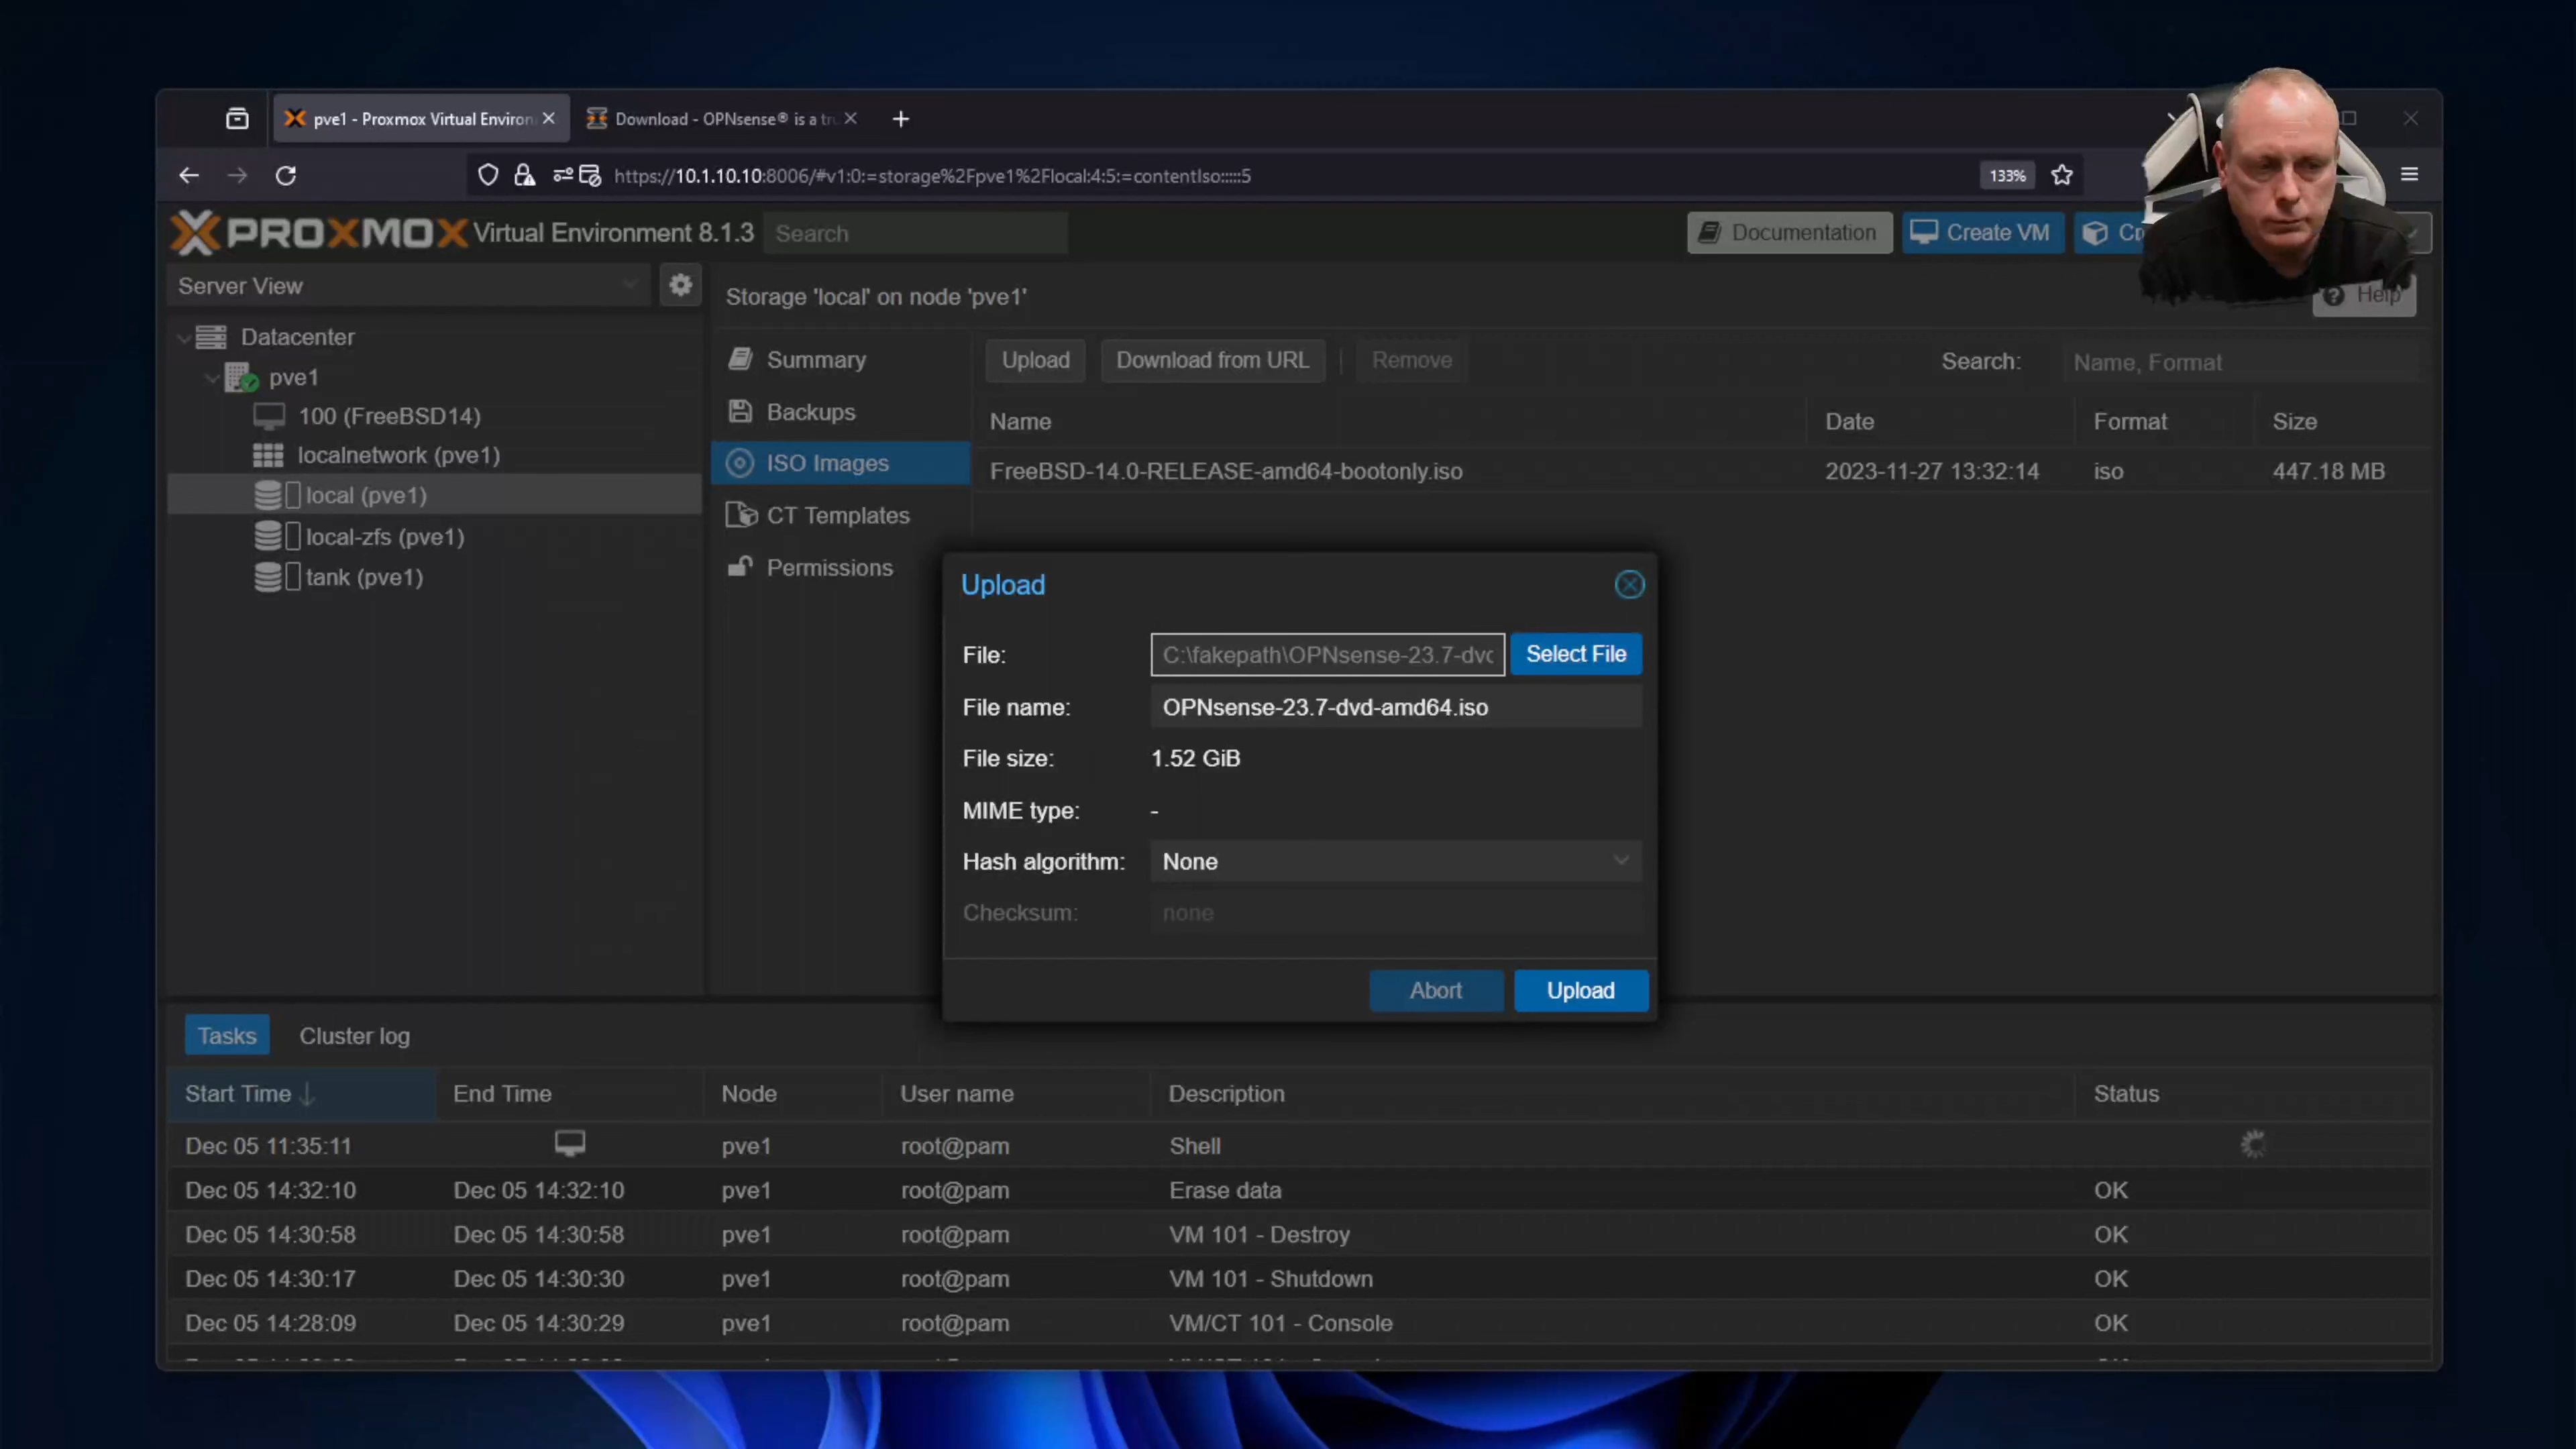 pve1 - Proxmox Virtual Environ
Download - OPNsense® is a tru
https://10.1.10.10:8006/#v1:0:=storage%2Fpve1%2Flocal:4:5:=contentIso:::::5
133%
PROXMOX Virtual Environment 8.1.3
Search
Documentation
Create VM
Server View
Storage 'local' on node 'pve1'
Help
Datacenter
pve1
100 (FreeBSD14)
localnetwork (pve1)
local (pve1)
local-zfs (pve1)
tank (pve1)
Summary
Backups
ISO Images
CT Templates
Permissions
Upload
Download from URL
Remove
Search:
Name, Format
Name Date Format Size
FreeBSD-14.0-RELEASE-amd64-bootonly.iso 2023-11-27 13:32:14 iso 447.18 MB
Upload
File: C:\fakepath\OPNsense-23.7-dvd Select File
File name: OPNsense-23.7-dvd-amd64.iso
File size: 1.52 GiB
MIME type: -
Hash algorithm: None
Checksum: none
Abort Upload
Tasks Cluster log
Start Time End Time Node User name Description Status
Dec 05 11:35:11 pve1 root@pam Shell
Dec 05 14:32:10 Dec 05 14:32:10 pve1 root@pam Erase data OK
Dec 05 14:30:58 Dec 05 14:30:58 pve1 root@pam VM 101 - Destroy OK
Dec 05 14:30:17 Dec 05 14:30:30 pve1 root@pam VM 101 - Shutdown OK
Dec 05 14:28:09 Dec 05 14:30:29 pve1 root@pam VM/CT 101 - Console OK